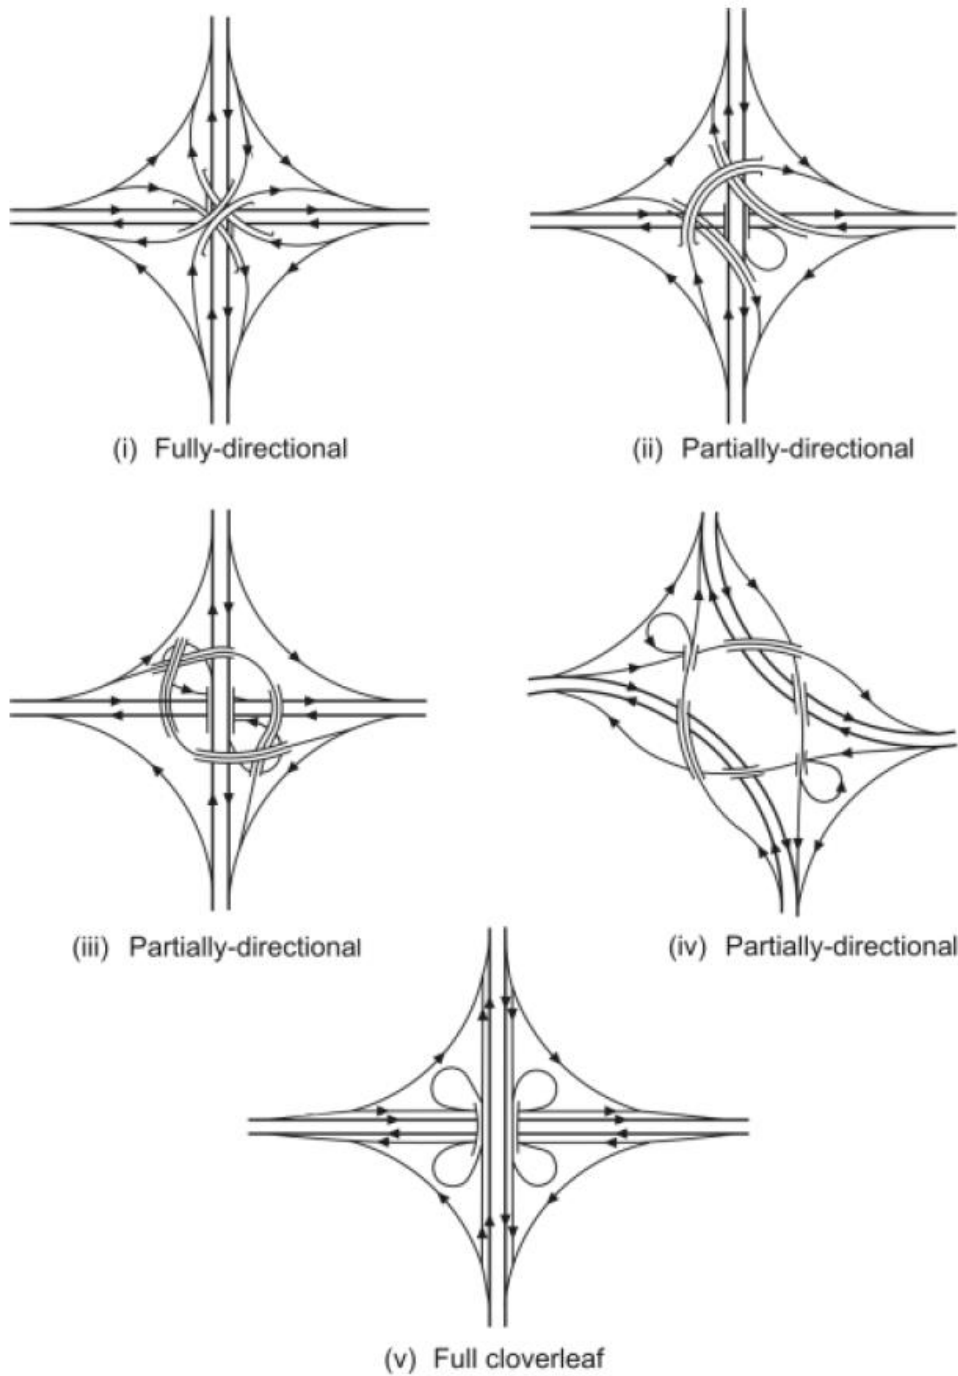 (i) Fully-directional
(ii) Partially-directional
(iii) Partially-directional
(iv) Partially-directional
(v) Full cloverleaf